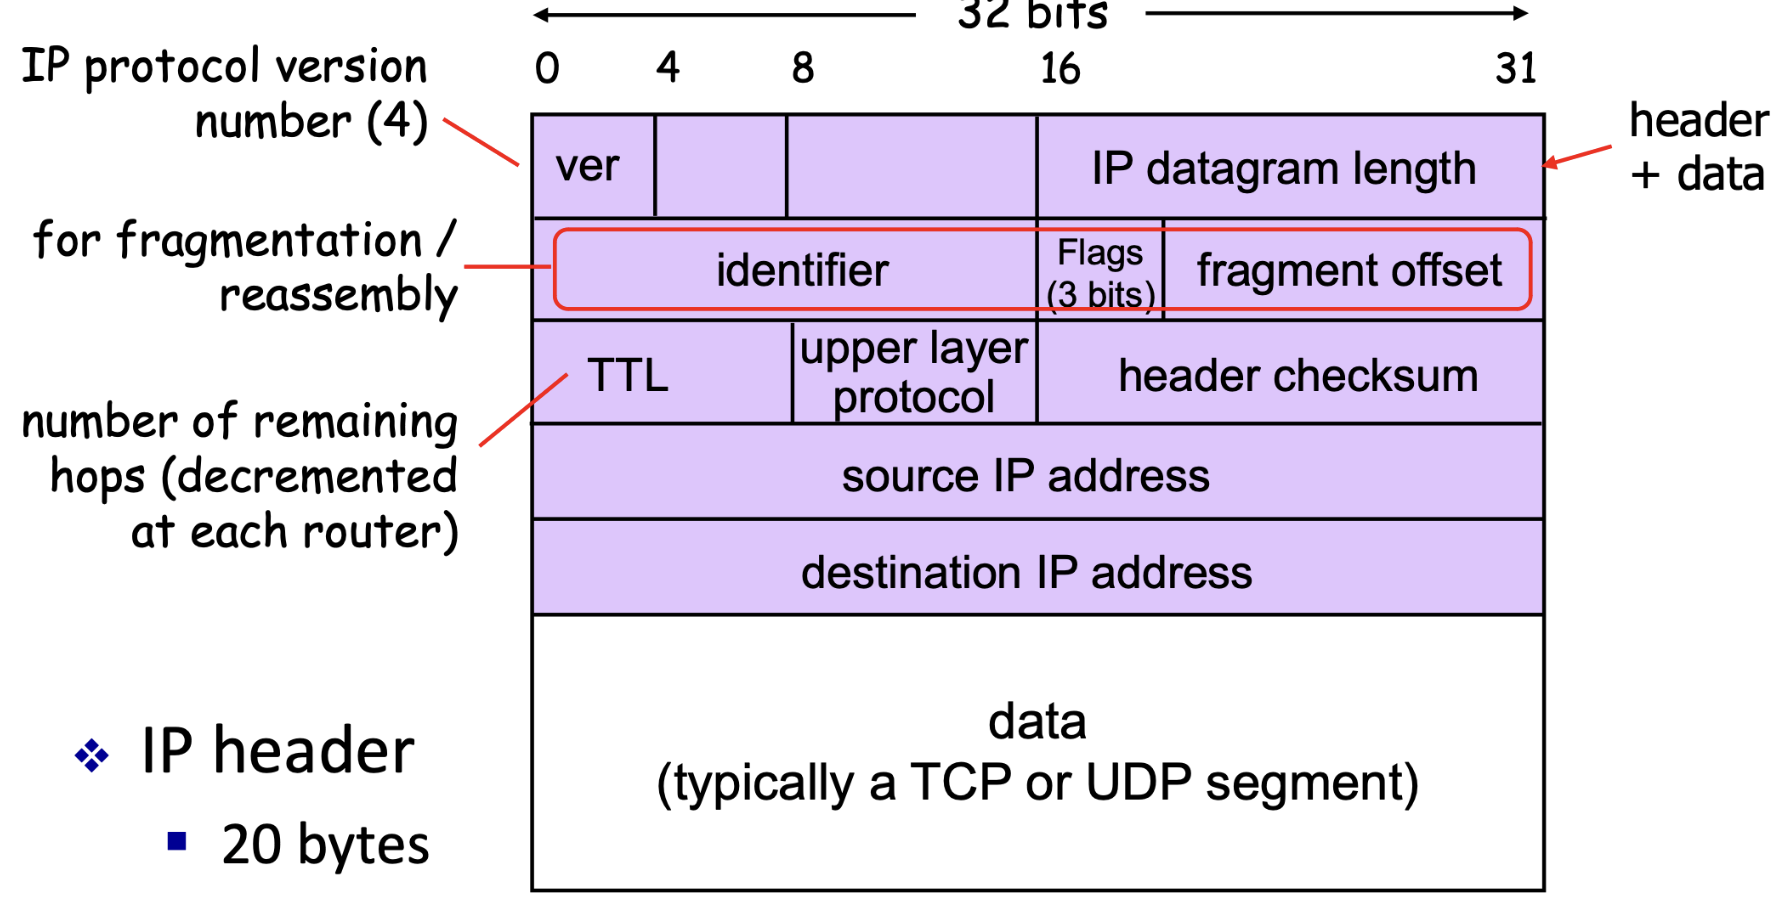 32 bits
0 4 8 16 31
IP protocol version
number (4)
ver
IP datagram length
header
+ data
for fragmentation /
reassembly
identifier
Flags
(3 bits)
fragment offset
TTL
upper layer
protocol
header checksum
number of remaining
hops (decremented
at each router)
source IP address
destination IP address
data
(typically a TCP or UDP segment)
IP header
20 bytes